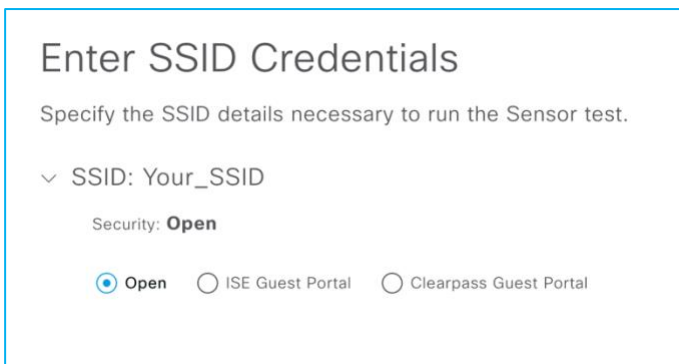 Enter SSID Credentials
Specify the SSID details necessary to run the Sensor test.
SSID: Your_SSID
Security: Open
Open ISE Guest Portal Clearpass Guest Portal